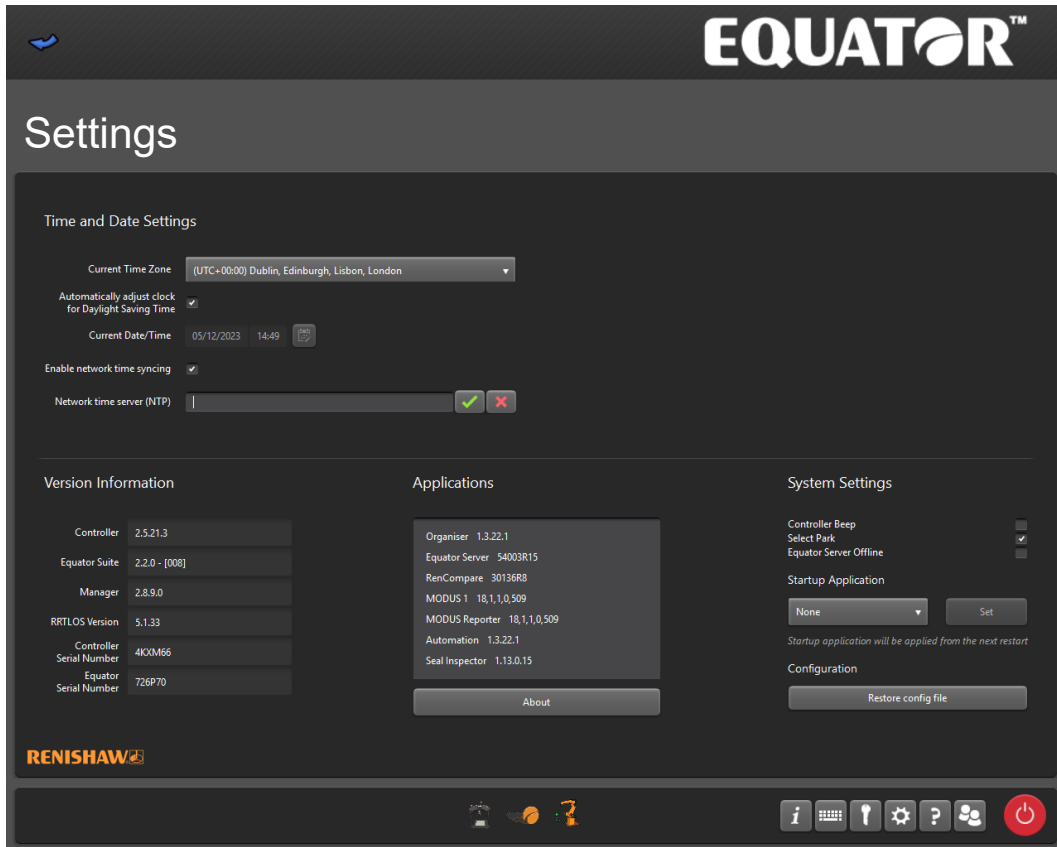 EQUATOR™
Settings
Time and Date Settings
Current Time Zone (UTC+00:00) Dublin, Edinburgh, Lisbon, London
Automatically adjust clock
for Daylight Saving Time
Current Date/Time 05/12/2023 14:49
Enable network time syncing
Network time server (NTP)
Version Information
Controller 2.5.21.3
Equator Suite 2.2.0 - [008]
Manager 2.8.9.0
RRTLOS Version 5.1.33
Controller
Serial Number 4KXM66
Equator
Serial Number 726P70
Applications
Organiser 1.3.22.1
Equator Server 54003R15
RenCompare 30136R8
MODUS 1 18,1,1,0,509
MODUS Reporter 18,1,1,0,509
Automation 1.3.22.1
Seal Inspector 1.13.0.15
About
System Settings
Controller Beep
Select Park
Equator Server Offline
Startup Application
None Set
Startup application will be applied from the next restart
Configuration
Restore config file
RENISHAW